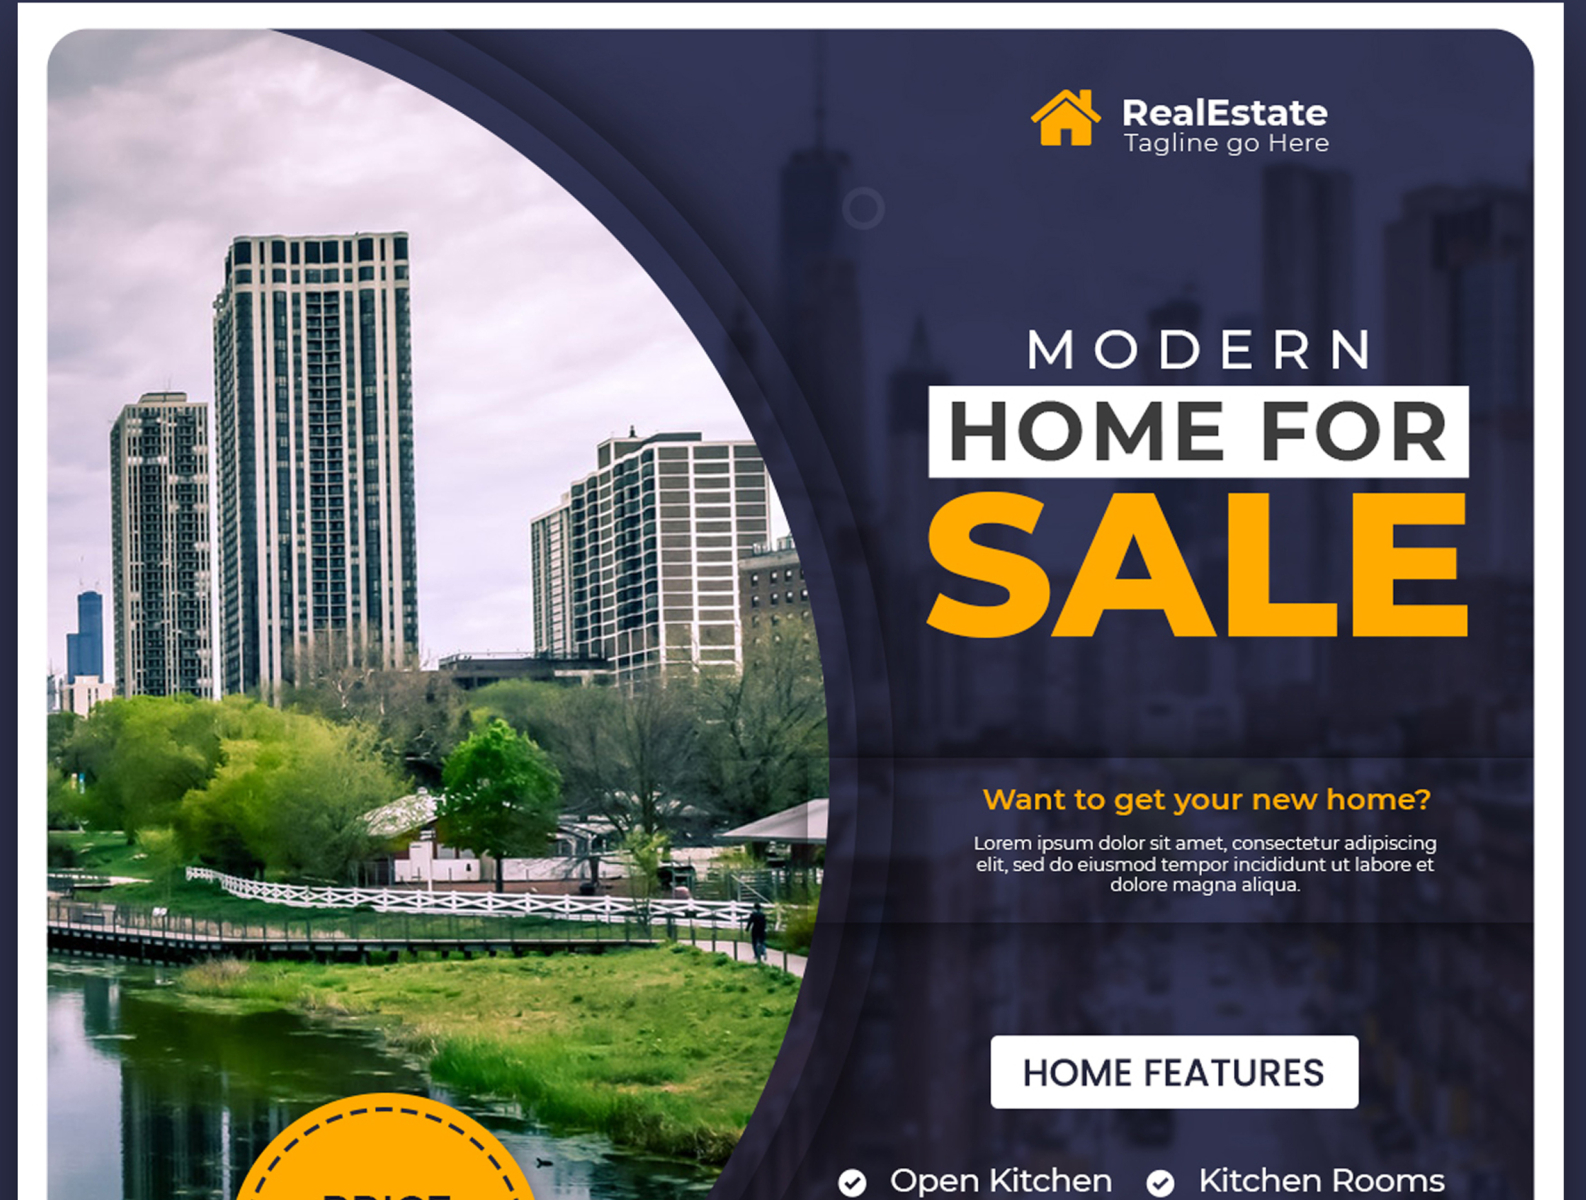 RealEstate
Tagline go Here
MODERN
HOME FOR
SALE
Want to get your new home?
Lorem ipsum dolor sit amet, consectetur adipiscing
elit, sed do eiusmod tempor incididunt ut labore et
dolore magna aliqua.
HOME FEATURES
Open Kitchen
Kitchen Rooms
PRICE